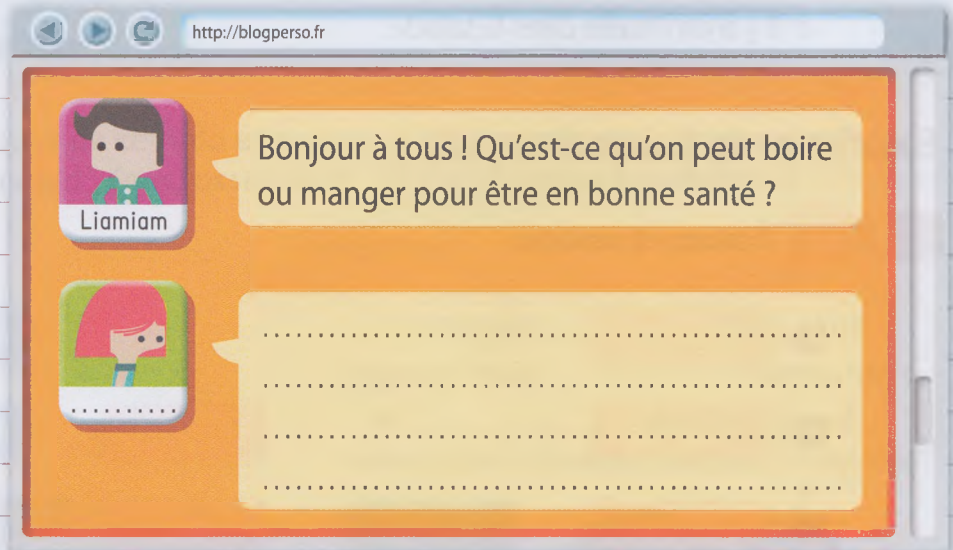 http://blogperso.fr
Bonjour à tous ! Qu'est-ce qu'on peut boire
ou manger pour être en bonne santé ?
Liamiam